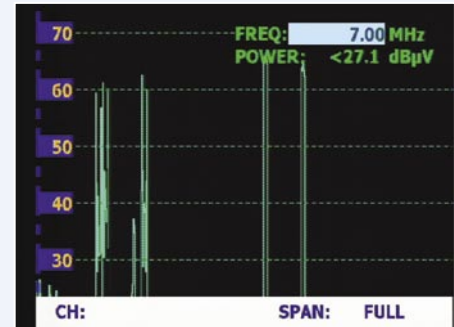 70
FREQ: 7.00 MHz
POWER: <27.1 dBµV
60
50
40
30
CH: SPAN: FULL